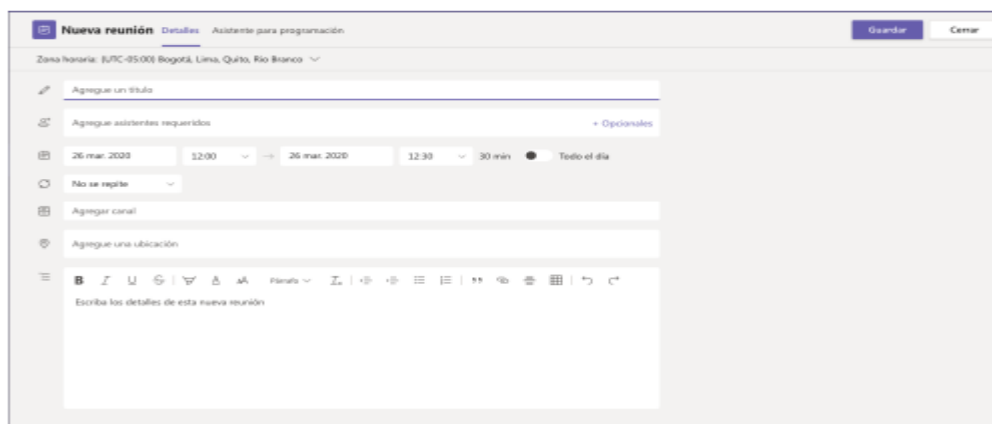 Nueva reunión Detalles Asistente para programación Guardar Cerrar
Zona horaria: (UTC-05:00) Bogotá, Lima, Quito, Rio Branco
Agregue un título
Agregue asistentes requeridos + Opcionales
26 mar. 2020 12:00 → 26 mar. 2020 12:30 30 min Todo el día
No se repite
Agregar canal
Agregue una ubicación
B I U S A AA Párrafo
Escriba los detalles de esta nueva reunión